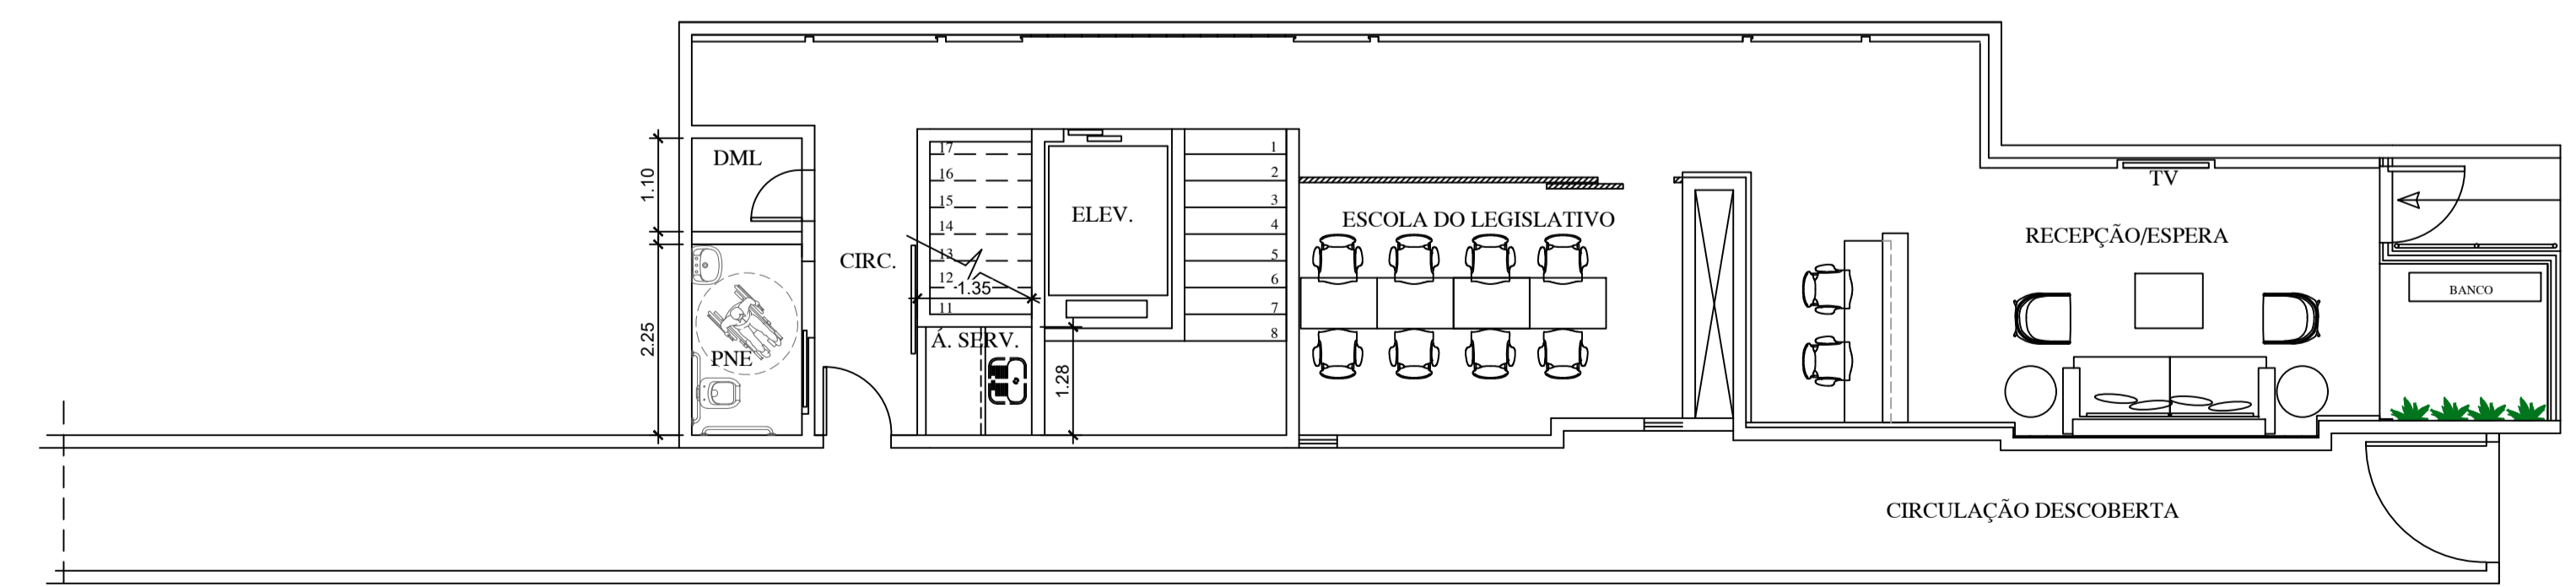 DML
1.10
PNE
2.25
CIRC.
17
16
15
14
13
12
11
1.35
Á. SERV.
1.28
ELEV.
1
2
3
4
5
6
7
8
ESCOLA DO LEGISLATIVO
TV
RECEPÇÃO/ESPERA
BANCO
CIRCULAÇÃO DESCOBERTA